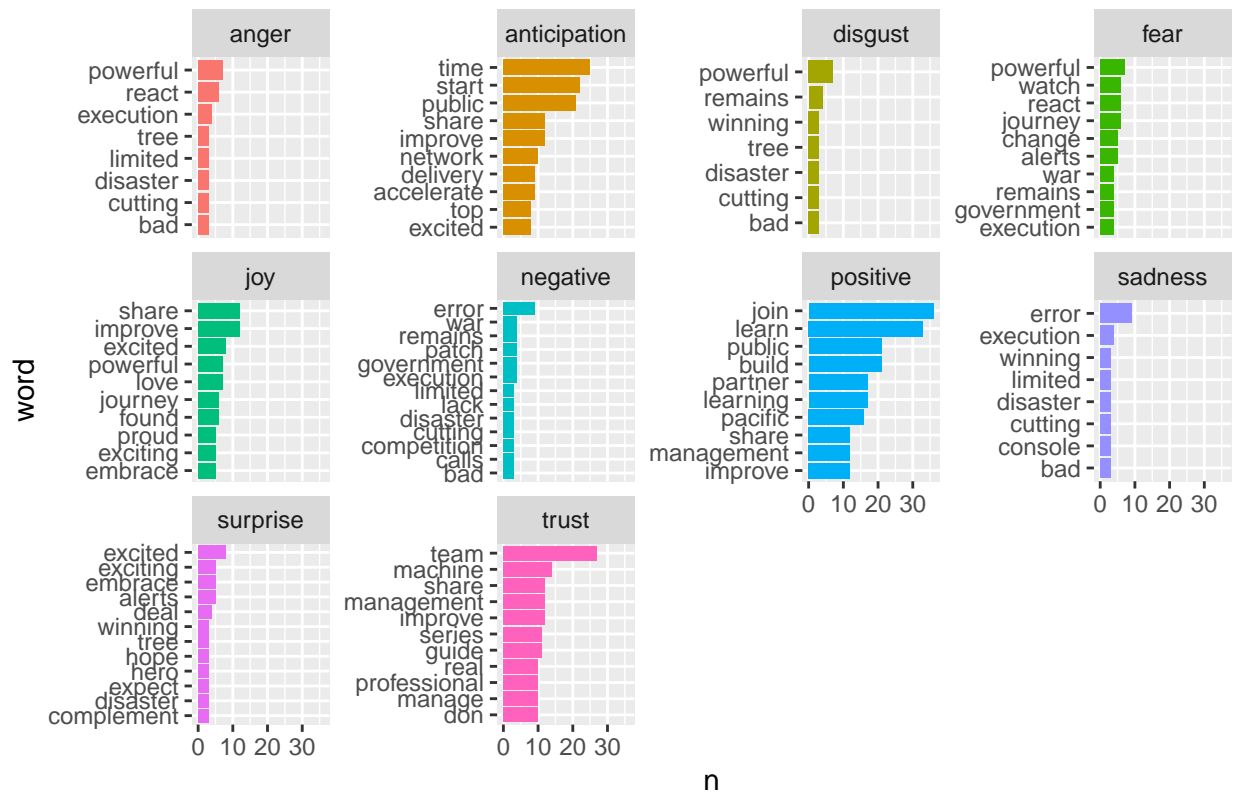 anger
powerful
react
execution
tree
limited
disaster
cutting
bad
anticipation
time
start
public
share
improve
network
delivery
accelerate
top
excited
disgust
powerful
remains
winning
tree
disaster
cutting
bad
fear
powerful
watch
react
journey
change
alerts
war
remains
government
execution
joy
share
improve
excited
powerful
love
journey
found
proud
exciting
embrace
negative
error
war
remains
patch
government
execution
limited
lack
disaster
cutting
competition
calls
bad
positive
join
learn
public
build
partner
learning
pacific
share
management
improve
0 10 20 30
sadness
error
execution
winning
limited
disaster
cutting
console
bad
0 10 20 30
surprise
excited
exciting
embrace
alerts
deal
winning
tree
hope
hero
expect
disaster
complement
0 10 20 30
trust
team
machine
share
management
improve
series
guide
real
professional
manage
don
0 10 20 30
word
n